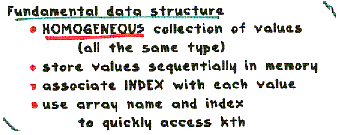 Fundamental data structure
• HOMOGENEOUS collection of values
(all the same type)
• store values sequentially in memory
• associate INDEX with each value
• use array name and index
to quickly access kth